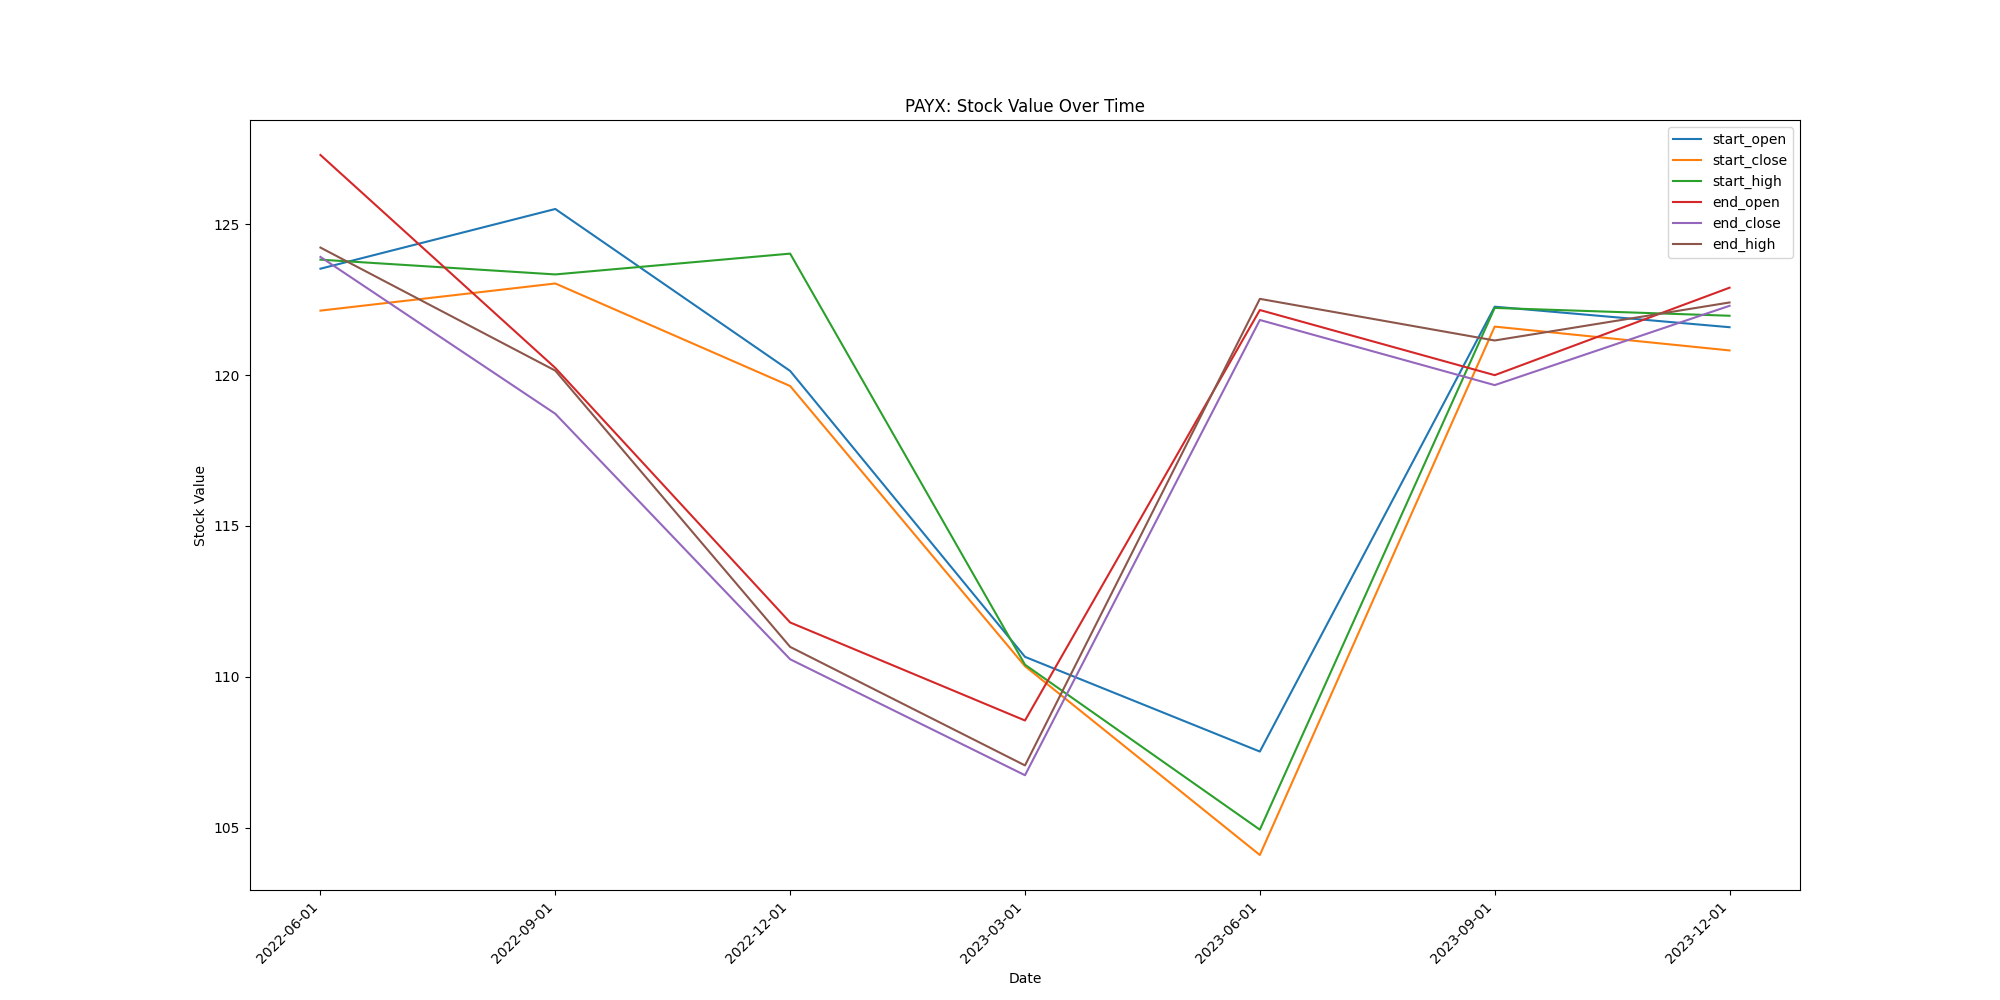 PAYX: Stock Value Over Time
start_open
start_close
start_high
end_open
end_close
end_high
Stock Value
125
120
115
110
105
2022-06-01
2022-09-01
2022-12-01
2023-03-01
2023-06-01
2023-09-01
2023-12-01
Date